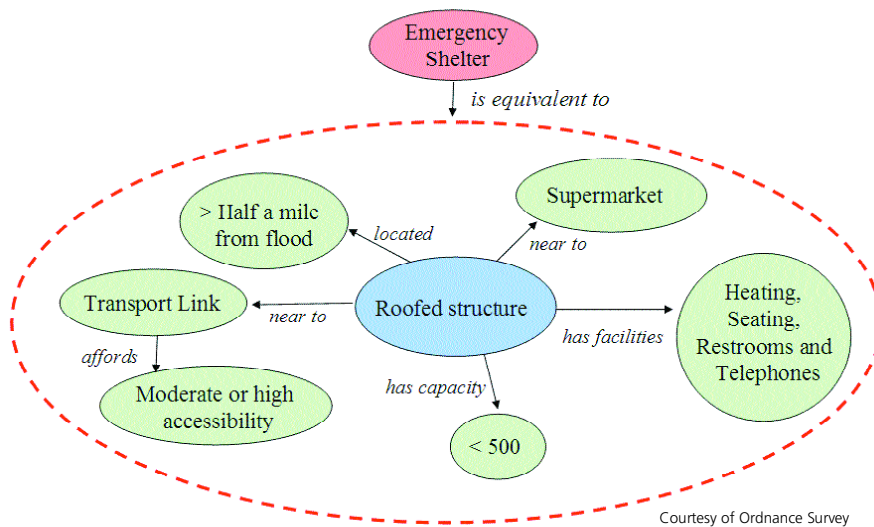 Emergency
Shelter
is equivalent to
> Half a mile
from flood
located
Supermarket
near to
Transport Link
near to
Roofed structure
has facilities
Heating,
Seating,
Restrooms and
Telephones
affords
Moderate or high
accessibility
has capacity
< 500
Courtesy of Ordnance Survey